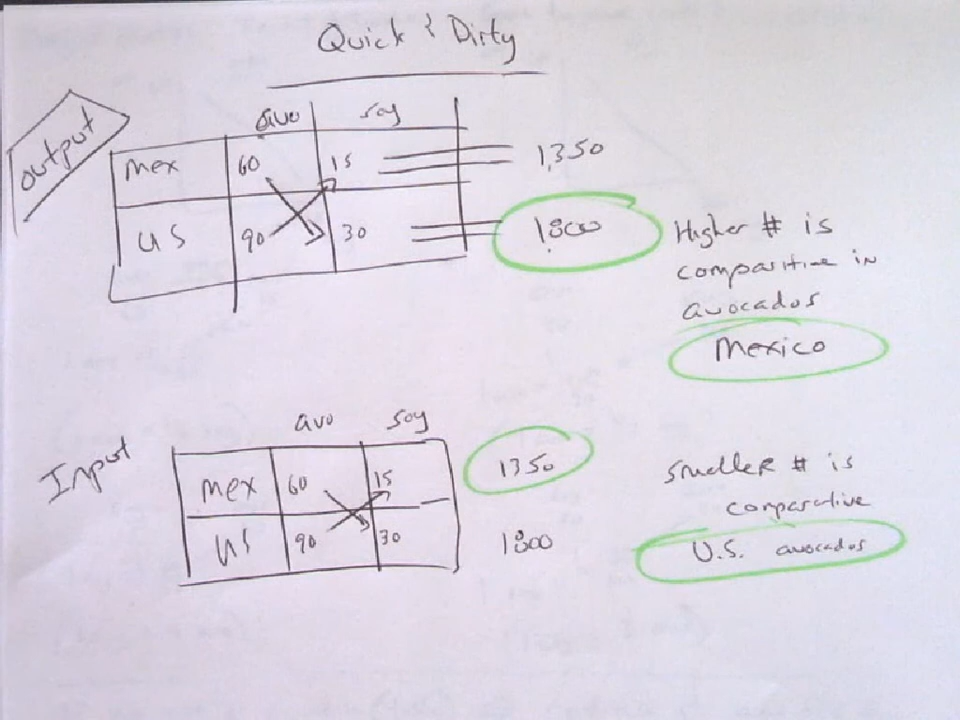 Quick & Dirty
output
avo soy
Mex 60 15 1,350
US 90 30 1800
Higher # is
comparitive in
avocados
Mexico
Input
avo soy
Mex 60 15 1350
US 90 30 1800
Smaller # is
comparative
U.S. avocados